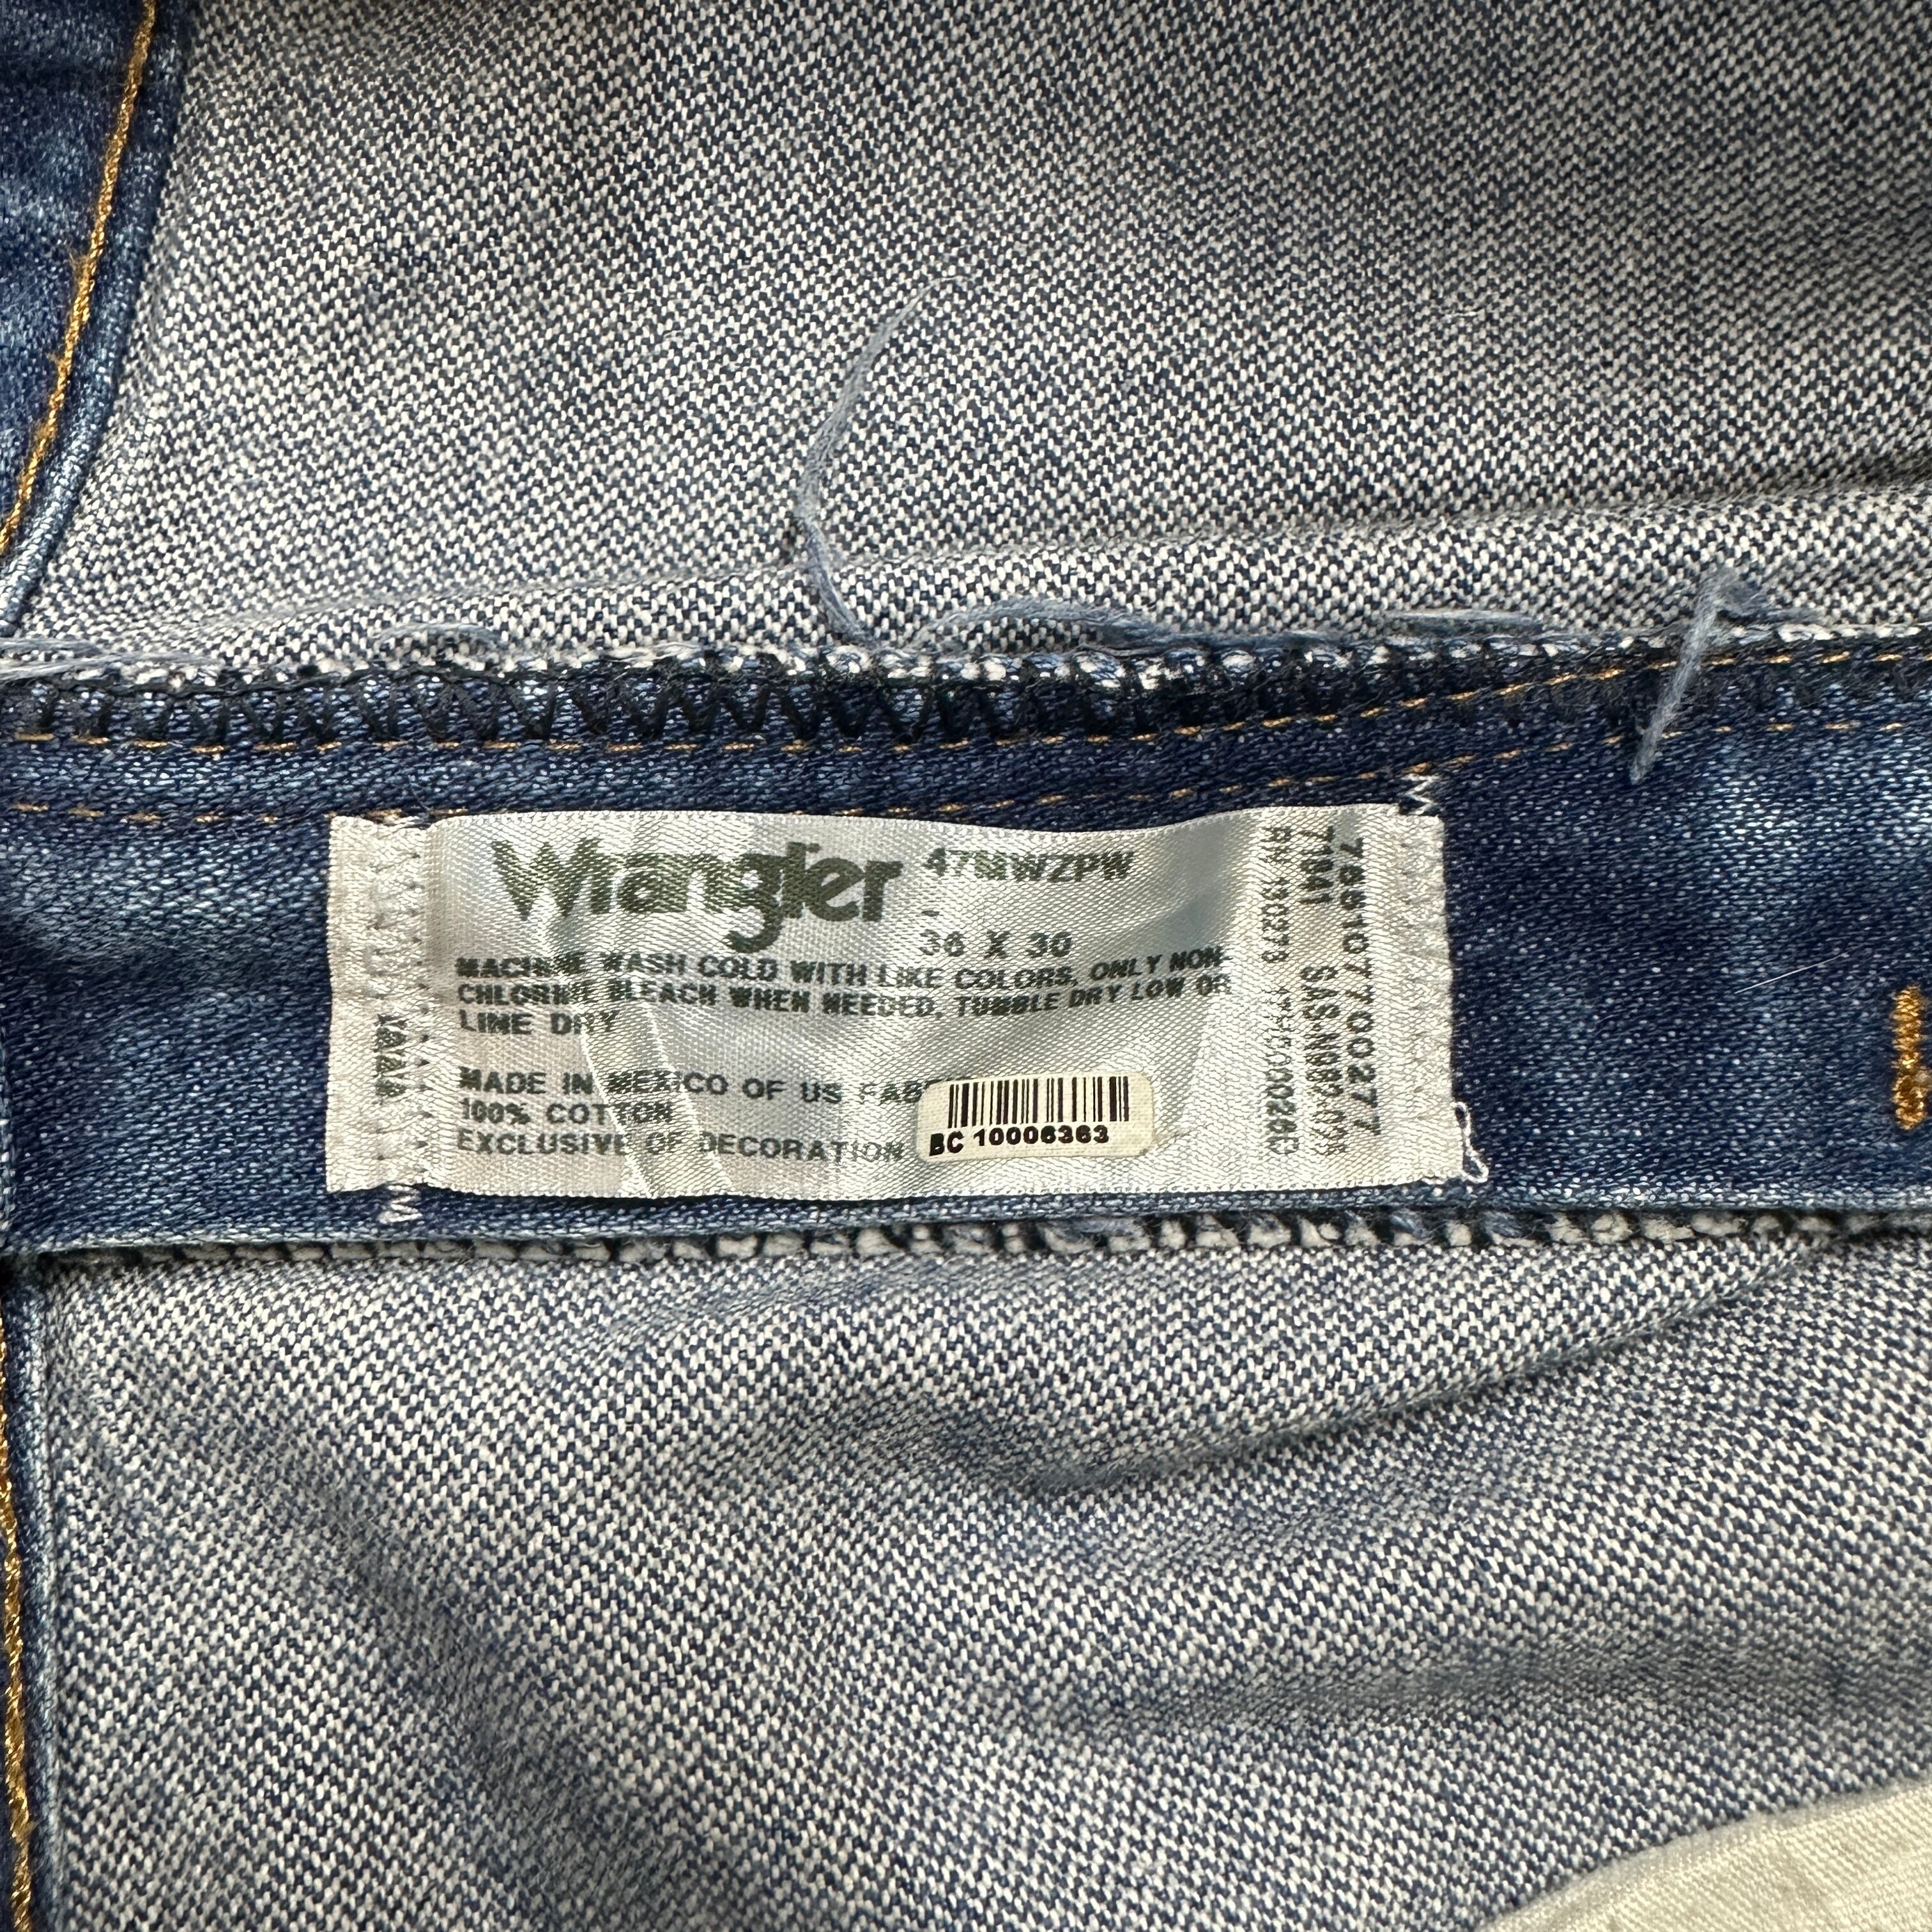 Wrangler
47MWZPW
36 X 30
MACHINE WASH COLD WITH LIKE COLORS, ONLY NON-
CHLORINE BLEACH WHEN NEEDED, TUMBLE DRY LOW OR
LINE DRY
MADE IN MEXICO OF US
100% COTTON
EXCLUSIVE OF DECORATION
BC 10006363